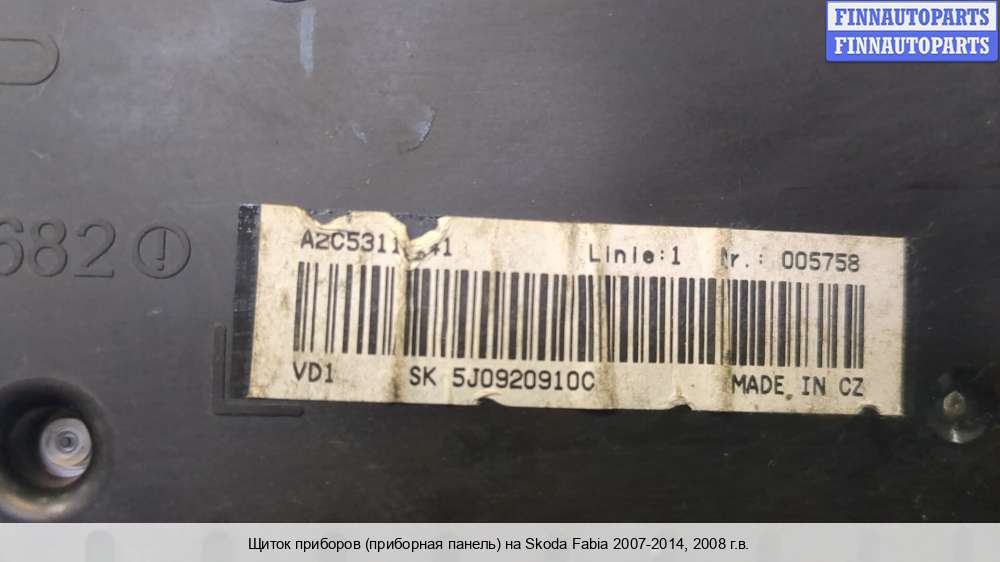 FINNAUTOPARTS
FINNAUTOPARTS
682
Linie:1 Nr.: 005758
VD1 SK 5J0920910C MADE IN CZ
Щиток приборов (приборная панель) на Skoda Fabia 2007-2014, 2008 г.в.